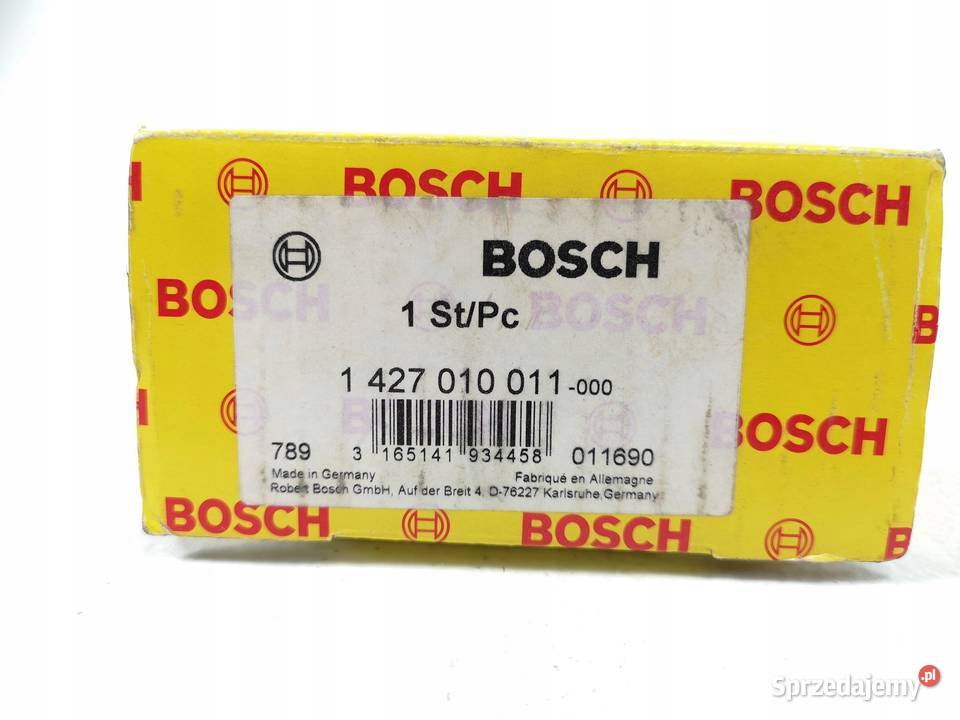 BOSCH
BOSCH
BOSCH
1 St/Pc
BOSCH
BOSCH
1 427 010 011-000
BOSCH
789 3 165141 934458 011690
Made in Germany Fabriqué en Allemagne
Robert Bosch GmbH, Auf der Breit 4, D-76227 Karlsruhe,Germany
BOSCH
BOSCH
Sprzedajemy.pl